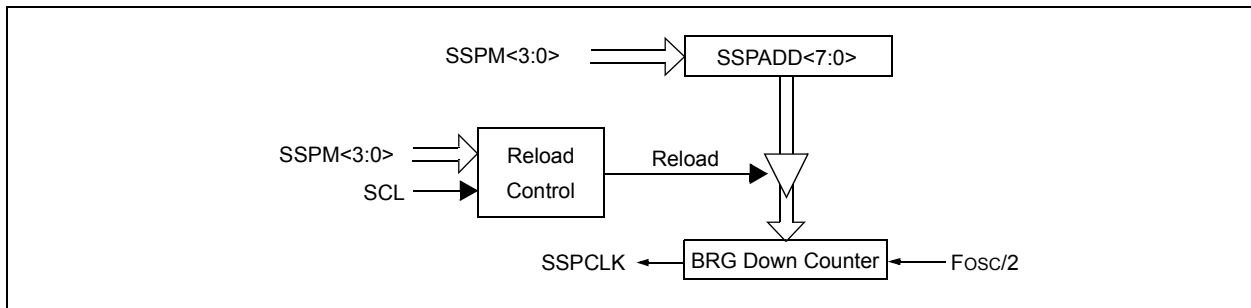 SSPM<3:0>
SSPADD<7:0>
SSPM<3:0>
SCL
Reload
Control
Reload
SSPCLK
BRG Down Counter
FOSC/2